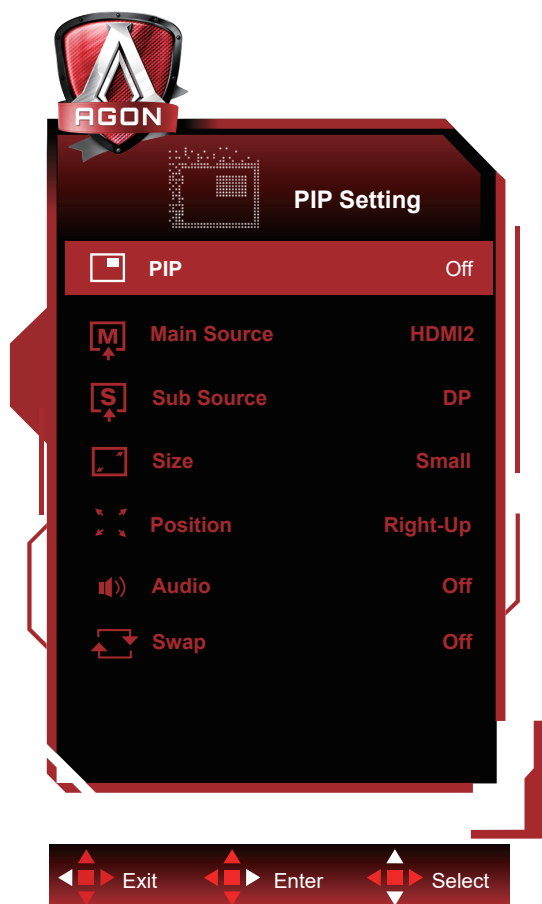 AGON
PIP Setting
PIP Off
M Main Source HDMI2
S Sub Source DP
Size Small
Position Right-Up
Audio Off
Swap Off
Exit Enter Select